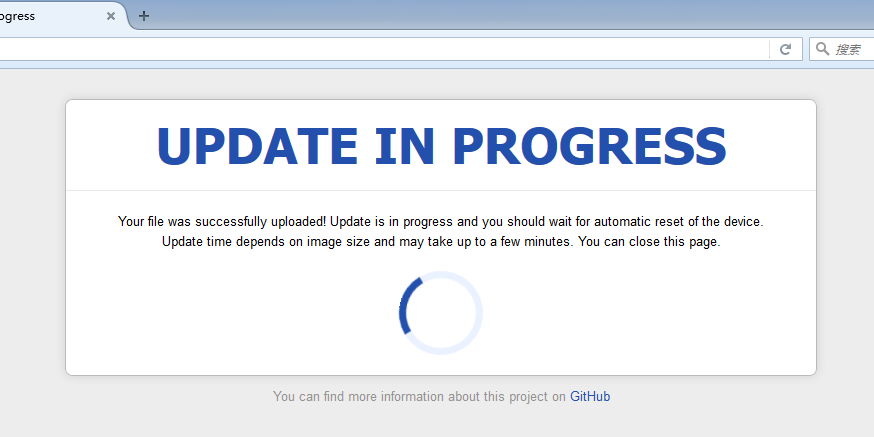 ogress
搜索
UPDATE IN PROGRESS
Your file was successfully uploaded! Update is in progress and you should wait for automatic reset of the device.
Update time depends on image size and may take up to a few minutes. You can close this page.
You can find more information about this project on GitHub